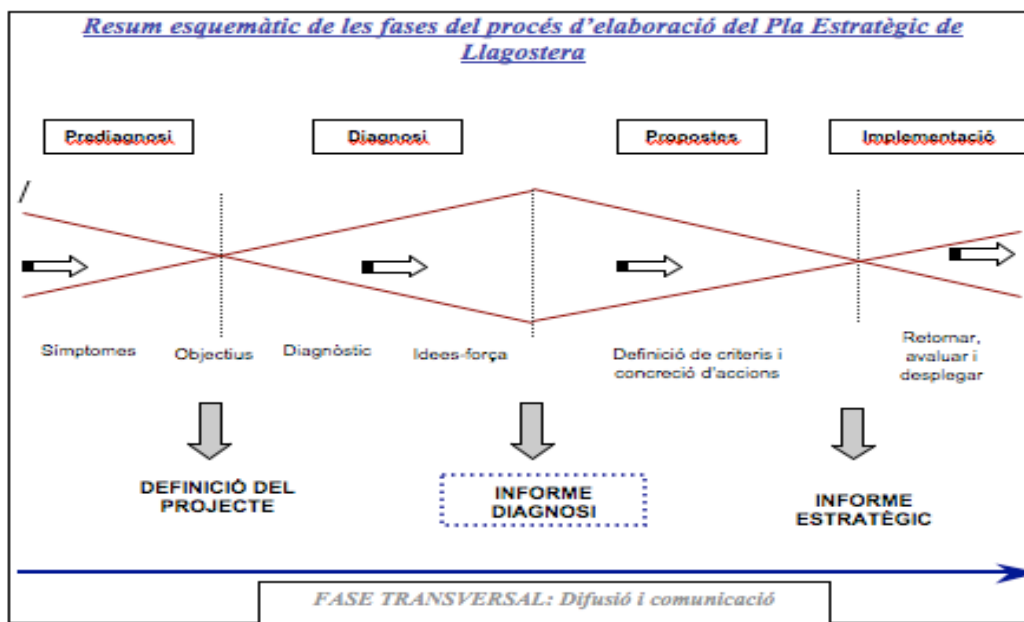 Resum esquemàtic de les fases del procés d'elaboració del Pla Estratègic de
Llagostera
Prediagnosi
Diagnosi
Propostes
Implementació
/
Símptomes
Objectius
Diagnòstic
Idees-força
Definició de criteris i
concreció d'accions
Retornar,
avaluar i
desplegar
DEFINICIÓ DEL
PROJECTE
INFORME
DIAGNOSI
INFORME
ESTRATÈGIC
FASE TRANSVERSAL: Difusió i comunicació